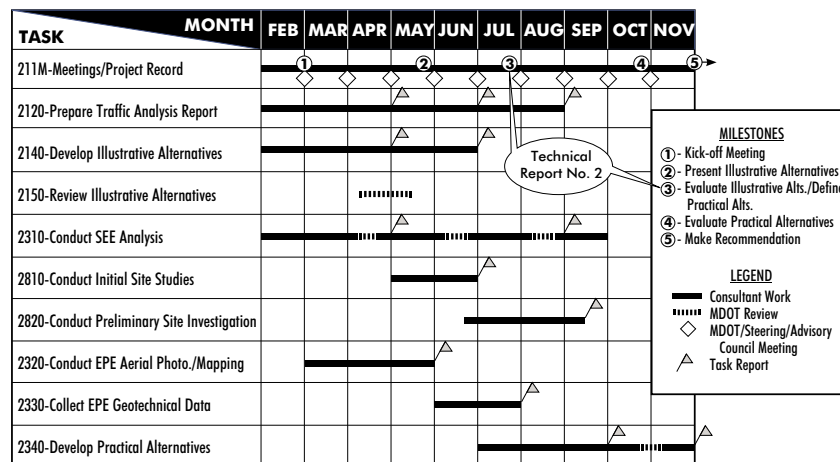 MONTH
TASK
FEB MAR APR MAY JUN JUL AUG SEP OCT NOV
211M-Meetings/Project Record
1 2 3 4 5
2120-Prepare Traffic Analysis Report
2140-Develop Illustrative Alternatives
Technical
Report No. 2
2150-Review Illustrative Alternatives
2310-Conduct SEE Analysis
2810-Conduct Initial Site Studies
2820-Conduct Preliminary Site Investigation
2320-Conduct EPE Aerial Photo./Mapping
2330-Collect EPE Geotechnical Data
2340-Develop Practical Alternatives
MILESTONES
1 - Kick-off Meeting
2 - Present Illustrative Alternatives
3 - Evaluate Illustrative Alts./Define
Practical Alts.
4 - Evaluate Practical Alternatives
5 - Make Recommendation
LEGEND
Consultant Work
MDOT Review
MDOT/Steering/Advisory
Council Meeting
Task Report